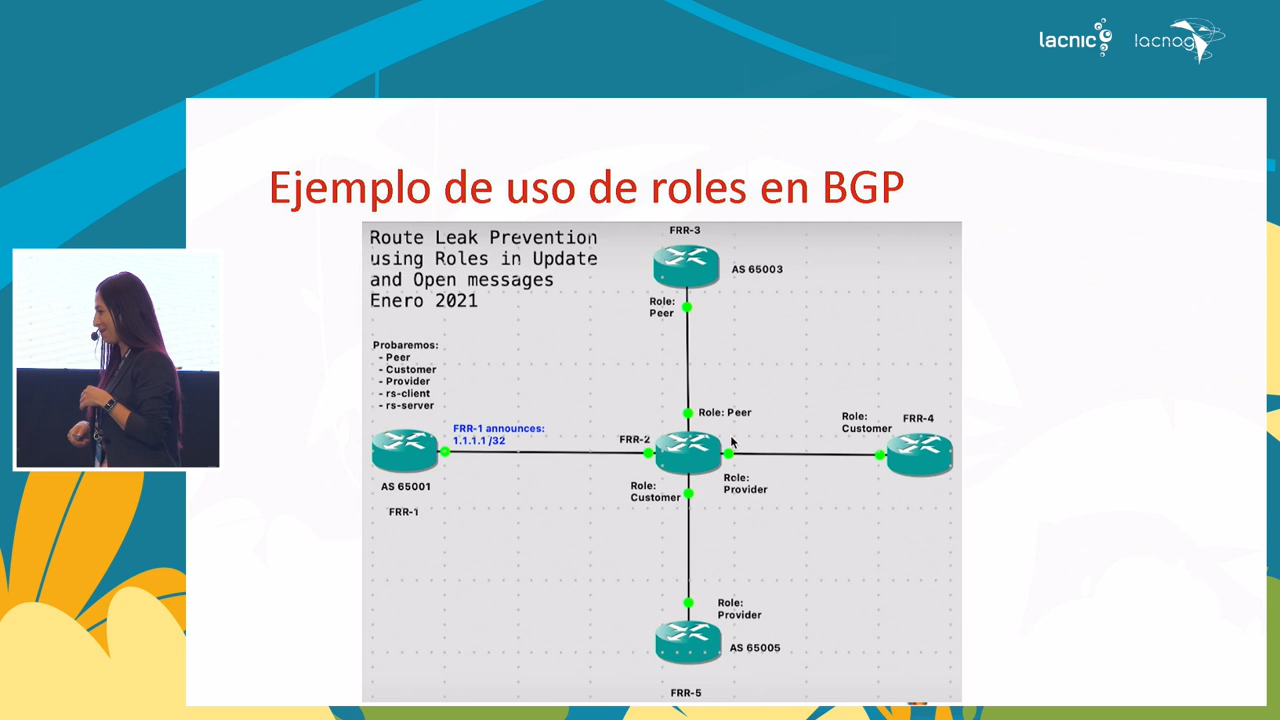 lacnic
lacnog
Ejemplo de uso de roles en BGP
Route Leak Prevention
using Roles in Update
and Open messages
Enero 2021
FRR-3
AS 65003
Role:
Peer
Probaremos:
- Peer
- Customer
- Provider
- rs-client
- rs-server
Role: Peer
Role:
Customer
FRR-4
FRR-1 announces:
1.1.1.1 /32
FRR-2
AS 65001
FRR-1
Role:
Customer
Role:
Provider
Role:
Provider
AS 65005
FRR-5